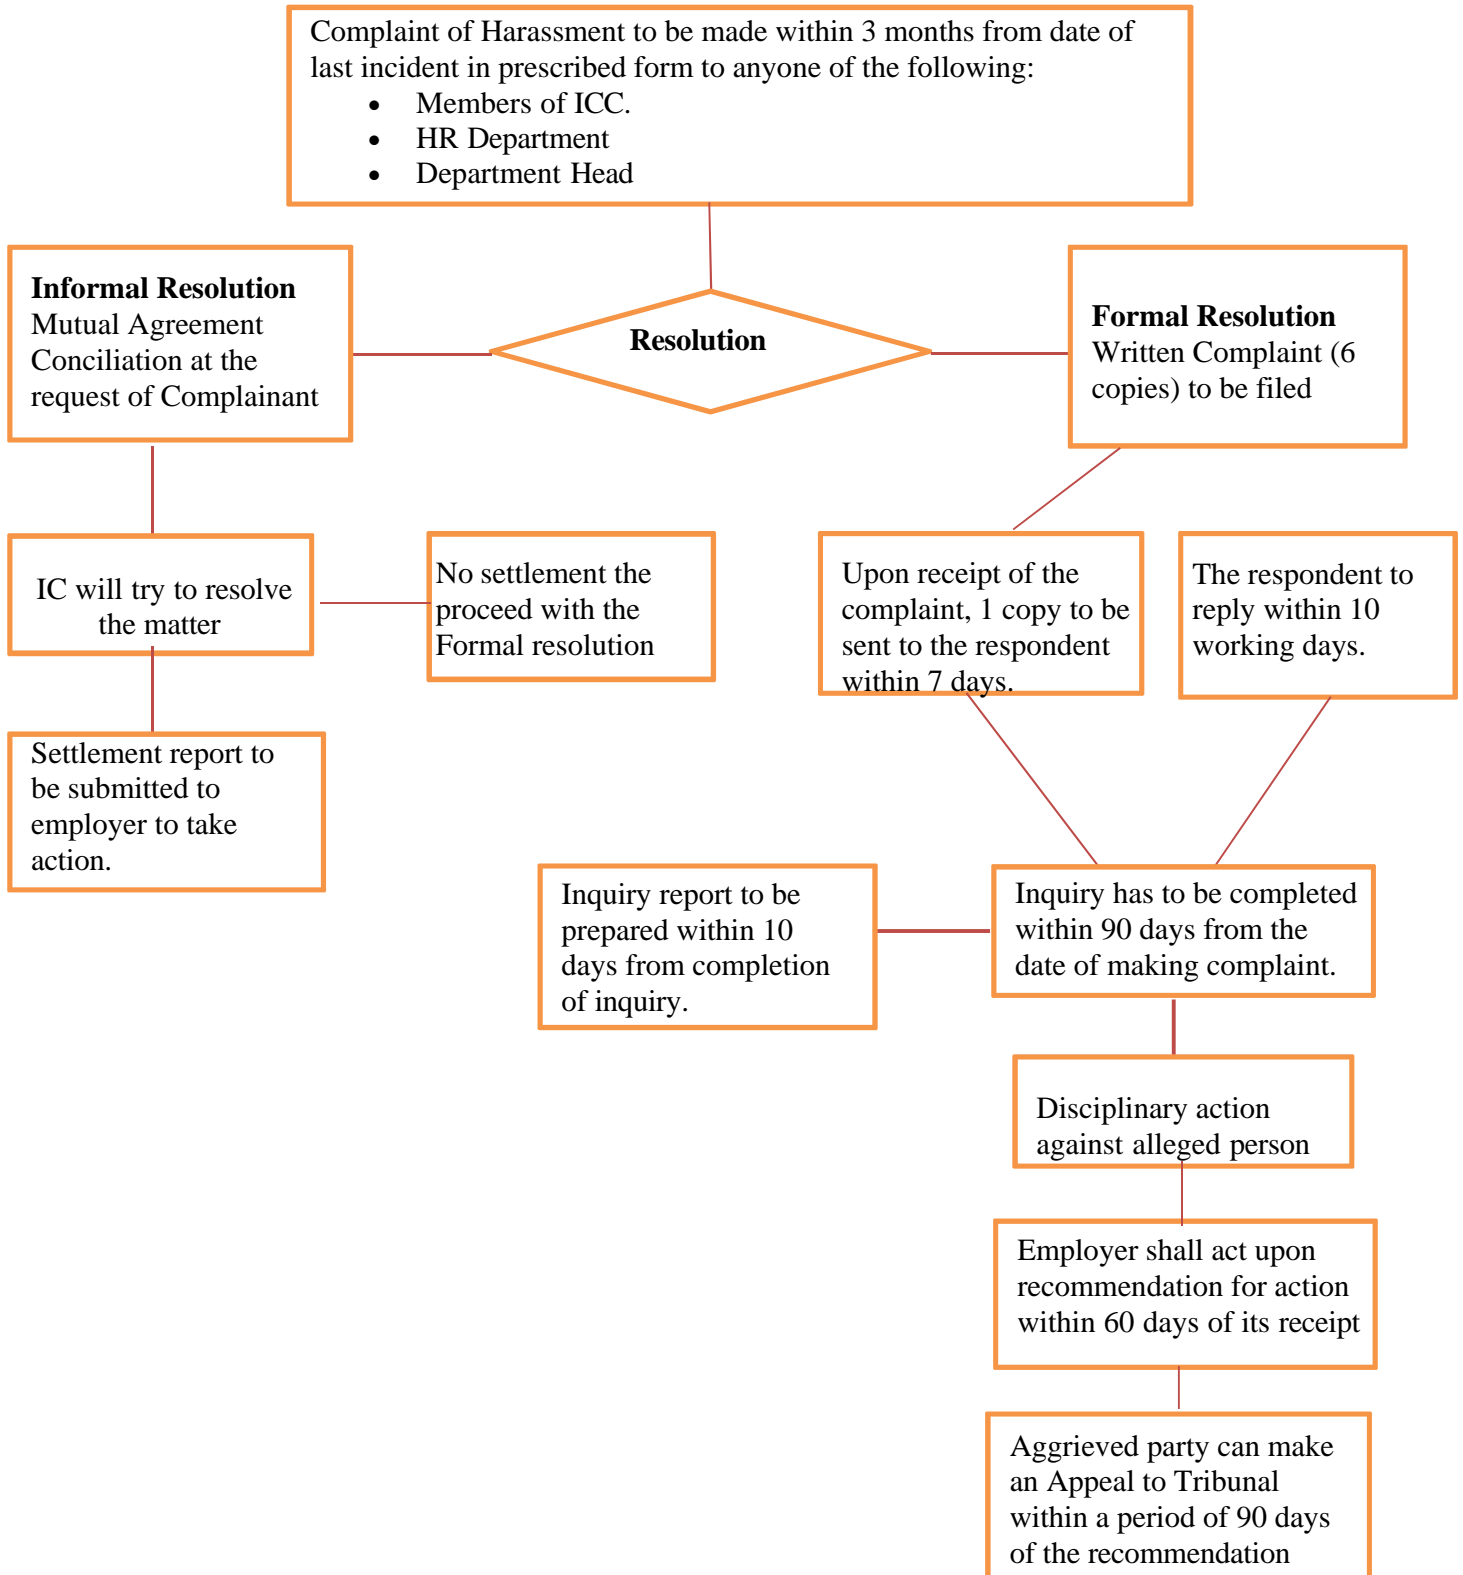 Complaint of Harassment to be made within 3 months from date of
last incident in prescribed form to anyone of the following:
• Members of ICC.
• HR Department
• Department Head
Informal Resolution
Mutual Agreement
Conciliation at the
request of Complainant
Resolution
Formal Resolution
Written Complaint (6
copies) to be filed
IC will try to resolve
the matter
No settlement the
proceed with the
Formal resolution
Upon receipt of the
complaint, 1 copy to be
sent to the respondent
within 7 days.
The respondent to
reply within 10
working days.
Settlement report to
be submitted to
employer to take
action.
Inquiry report to be
prepared within 10
days from completion
of inquiry.
Inquiry has to be completed
within 90 days from the
date of making complaint.
Disciplinary action
against alleged person
Employer shall act upon
recommendation for action
within 60 days of its receipt
Aggrieved party can make
an Appeal to Tribunal
within a period of 90 days
of the recommendation